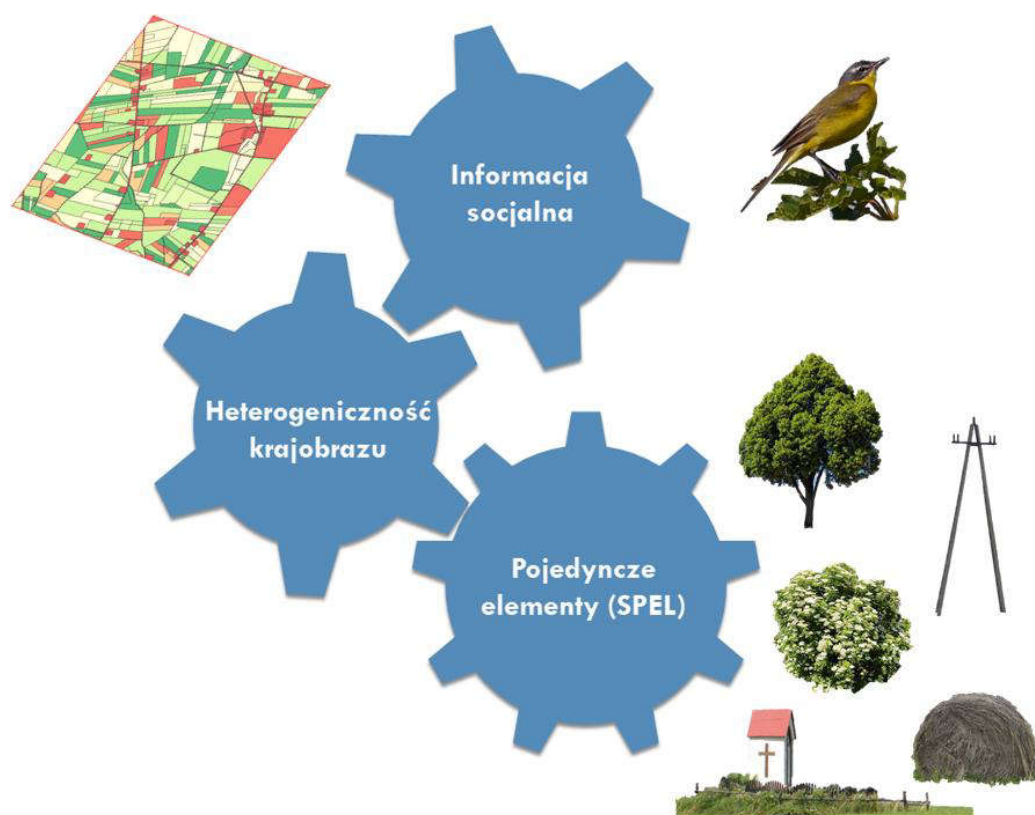 Informacja
socjalna
Heterogeniczność
krajobrazu
Pojedyncze
elementy (SPEL)